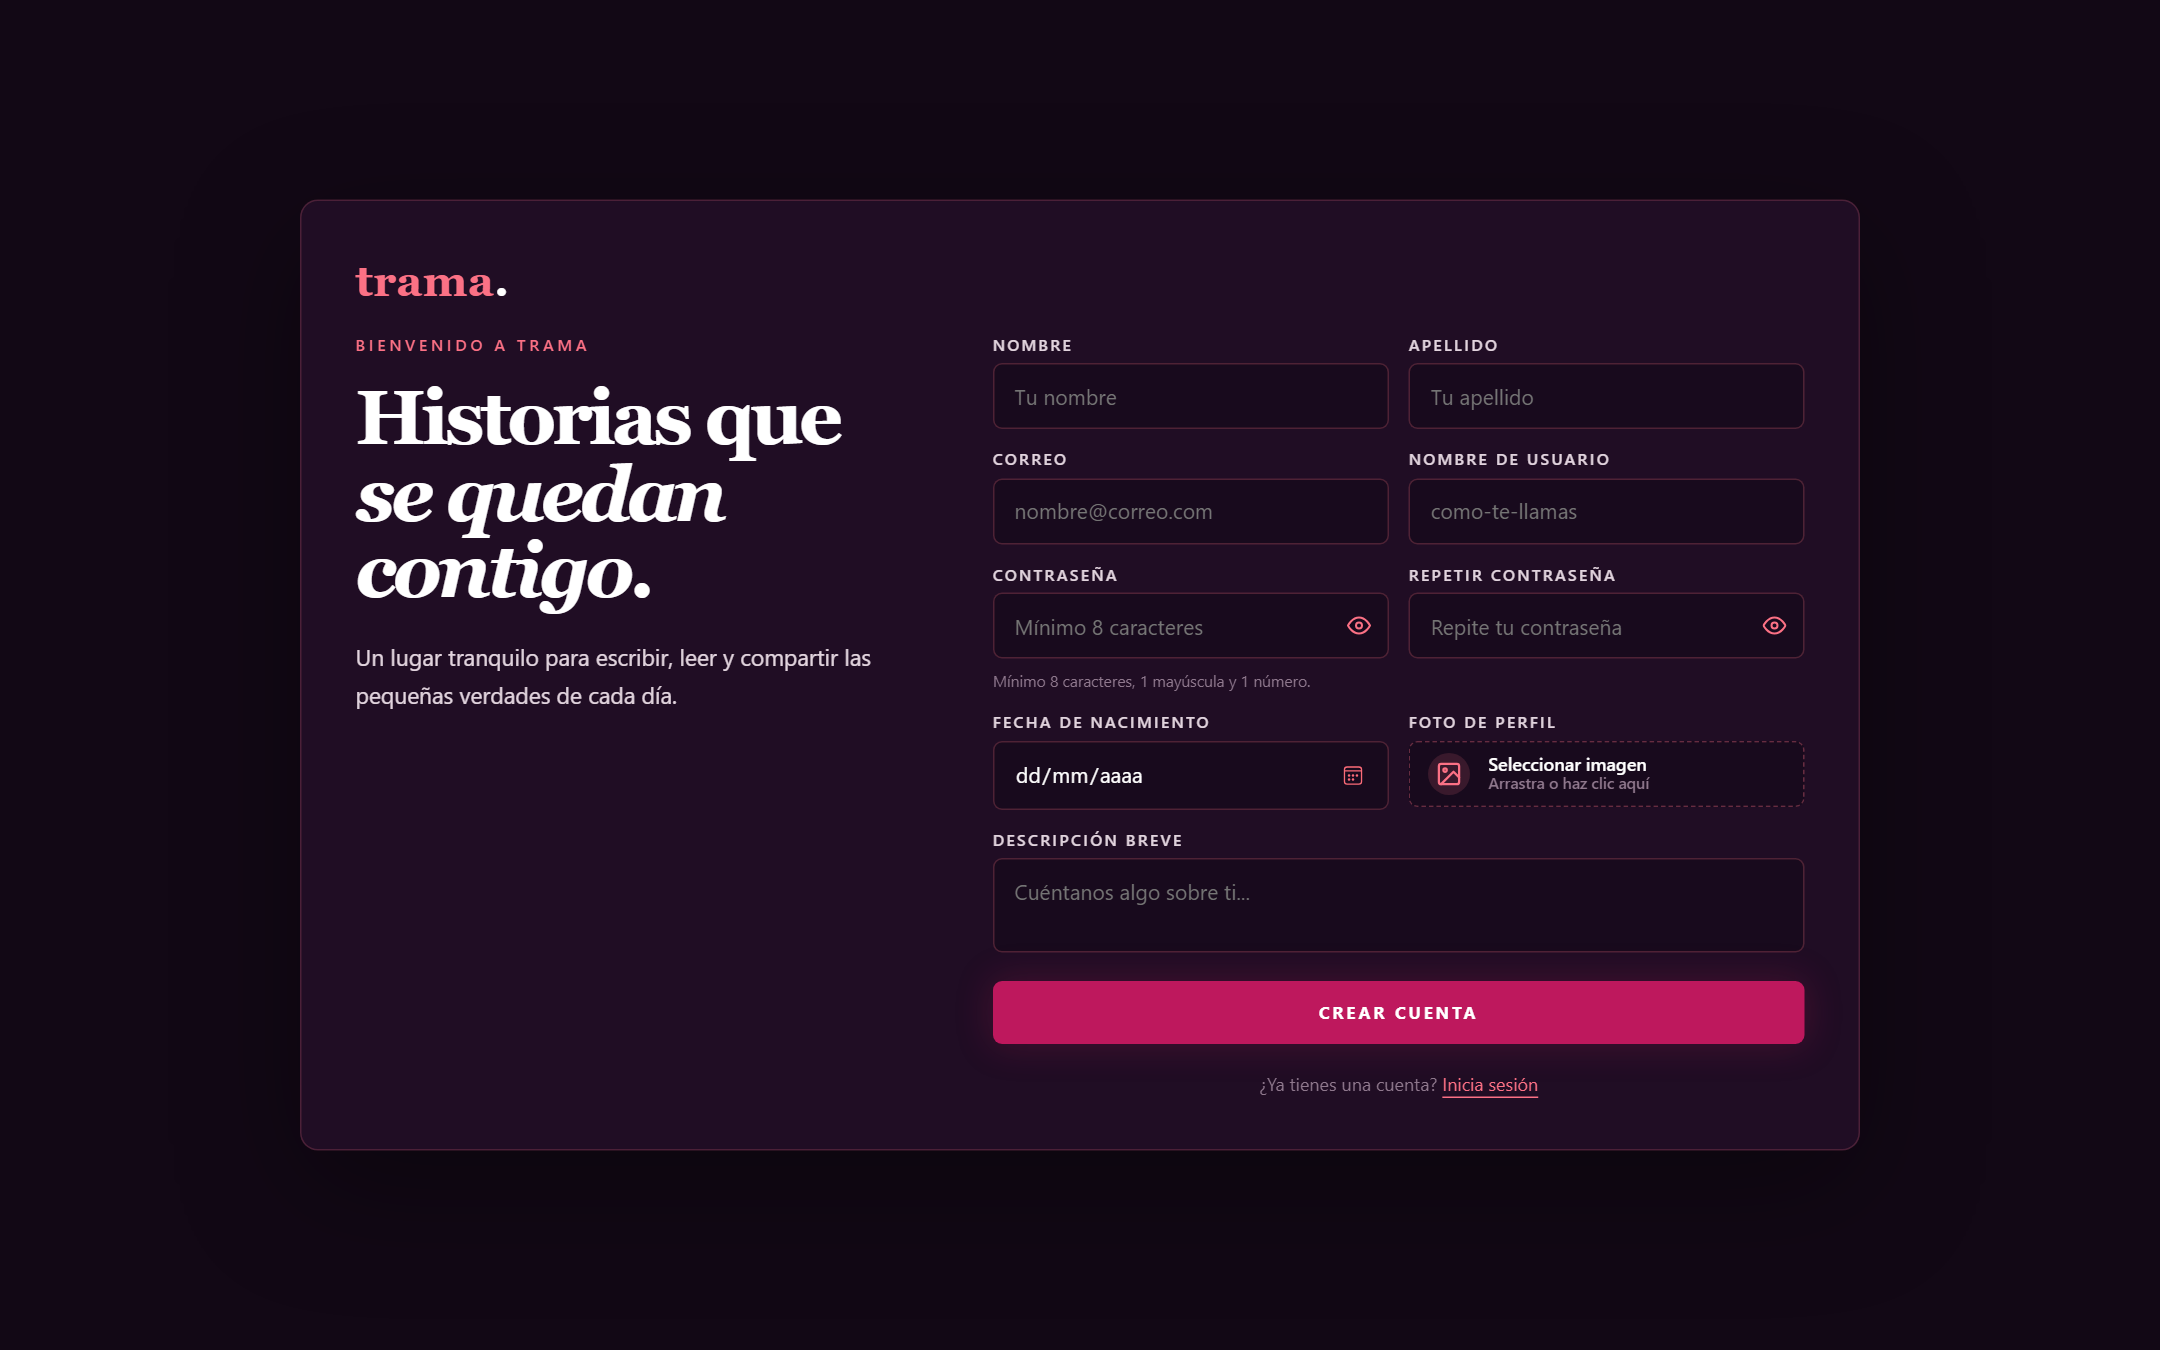 trama.
BIENVENIDO A TRAMA
Historias que
se quedan
contigo.
Un lugar tranquilo para escribir, leer y compartir las
pequeñas verdades de cada día.
NOMBRE
Tu nombre
APELLIDO
Tu apellido
CORREO
nombre@correo.com
NOMBRE DE USUARIO
como-te-llamas
CONTRASEÑA
Mínimo 8 caracteres
Mínimo 8 caracteres, 1 mayúscula y 1 número.
REPETIR CONTRASEÑA
Repite tu contraseña
FECHA DE NACIMIENTO
dd/mm/aaaa
FOTO DE PERFIL
Seleccionar imagen
Arrastra o haz clic aquí
DESCRIPCIÓN BREVE
Cuéntanos algo sobre ti...
CREAR CUENTA
¿Ya tienes una cuenta? Inicia sesión